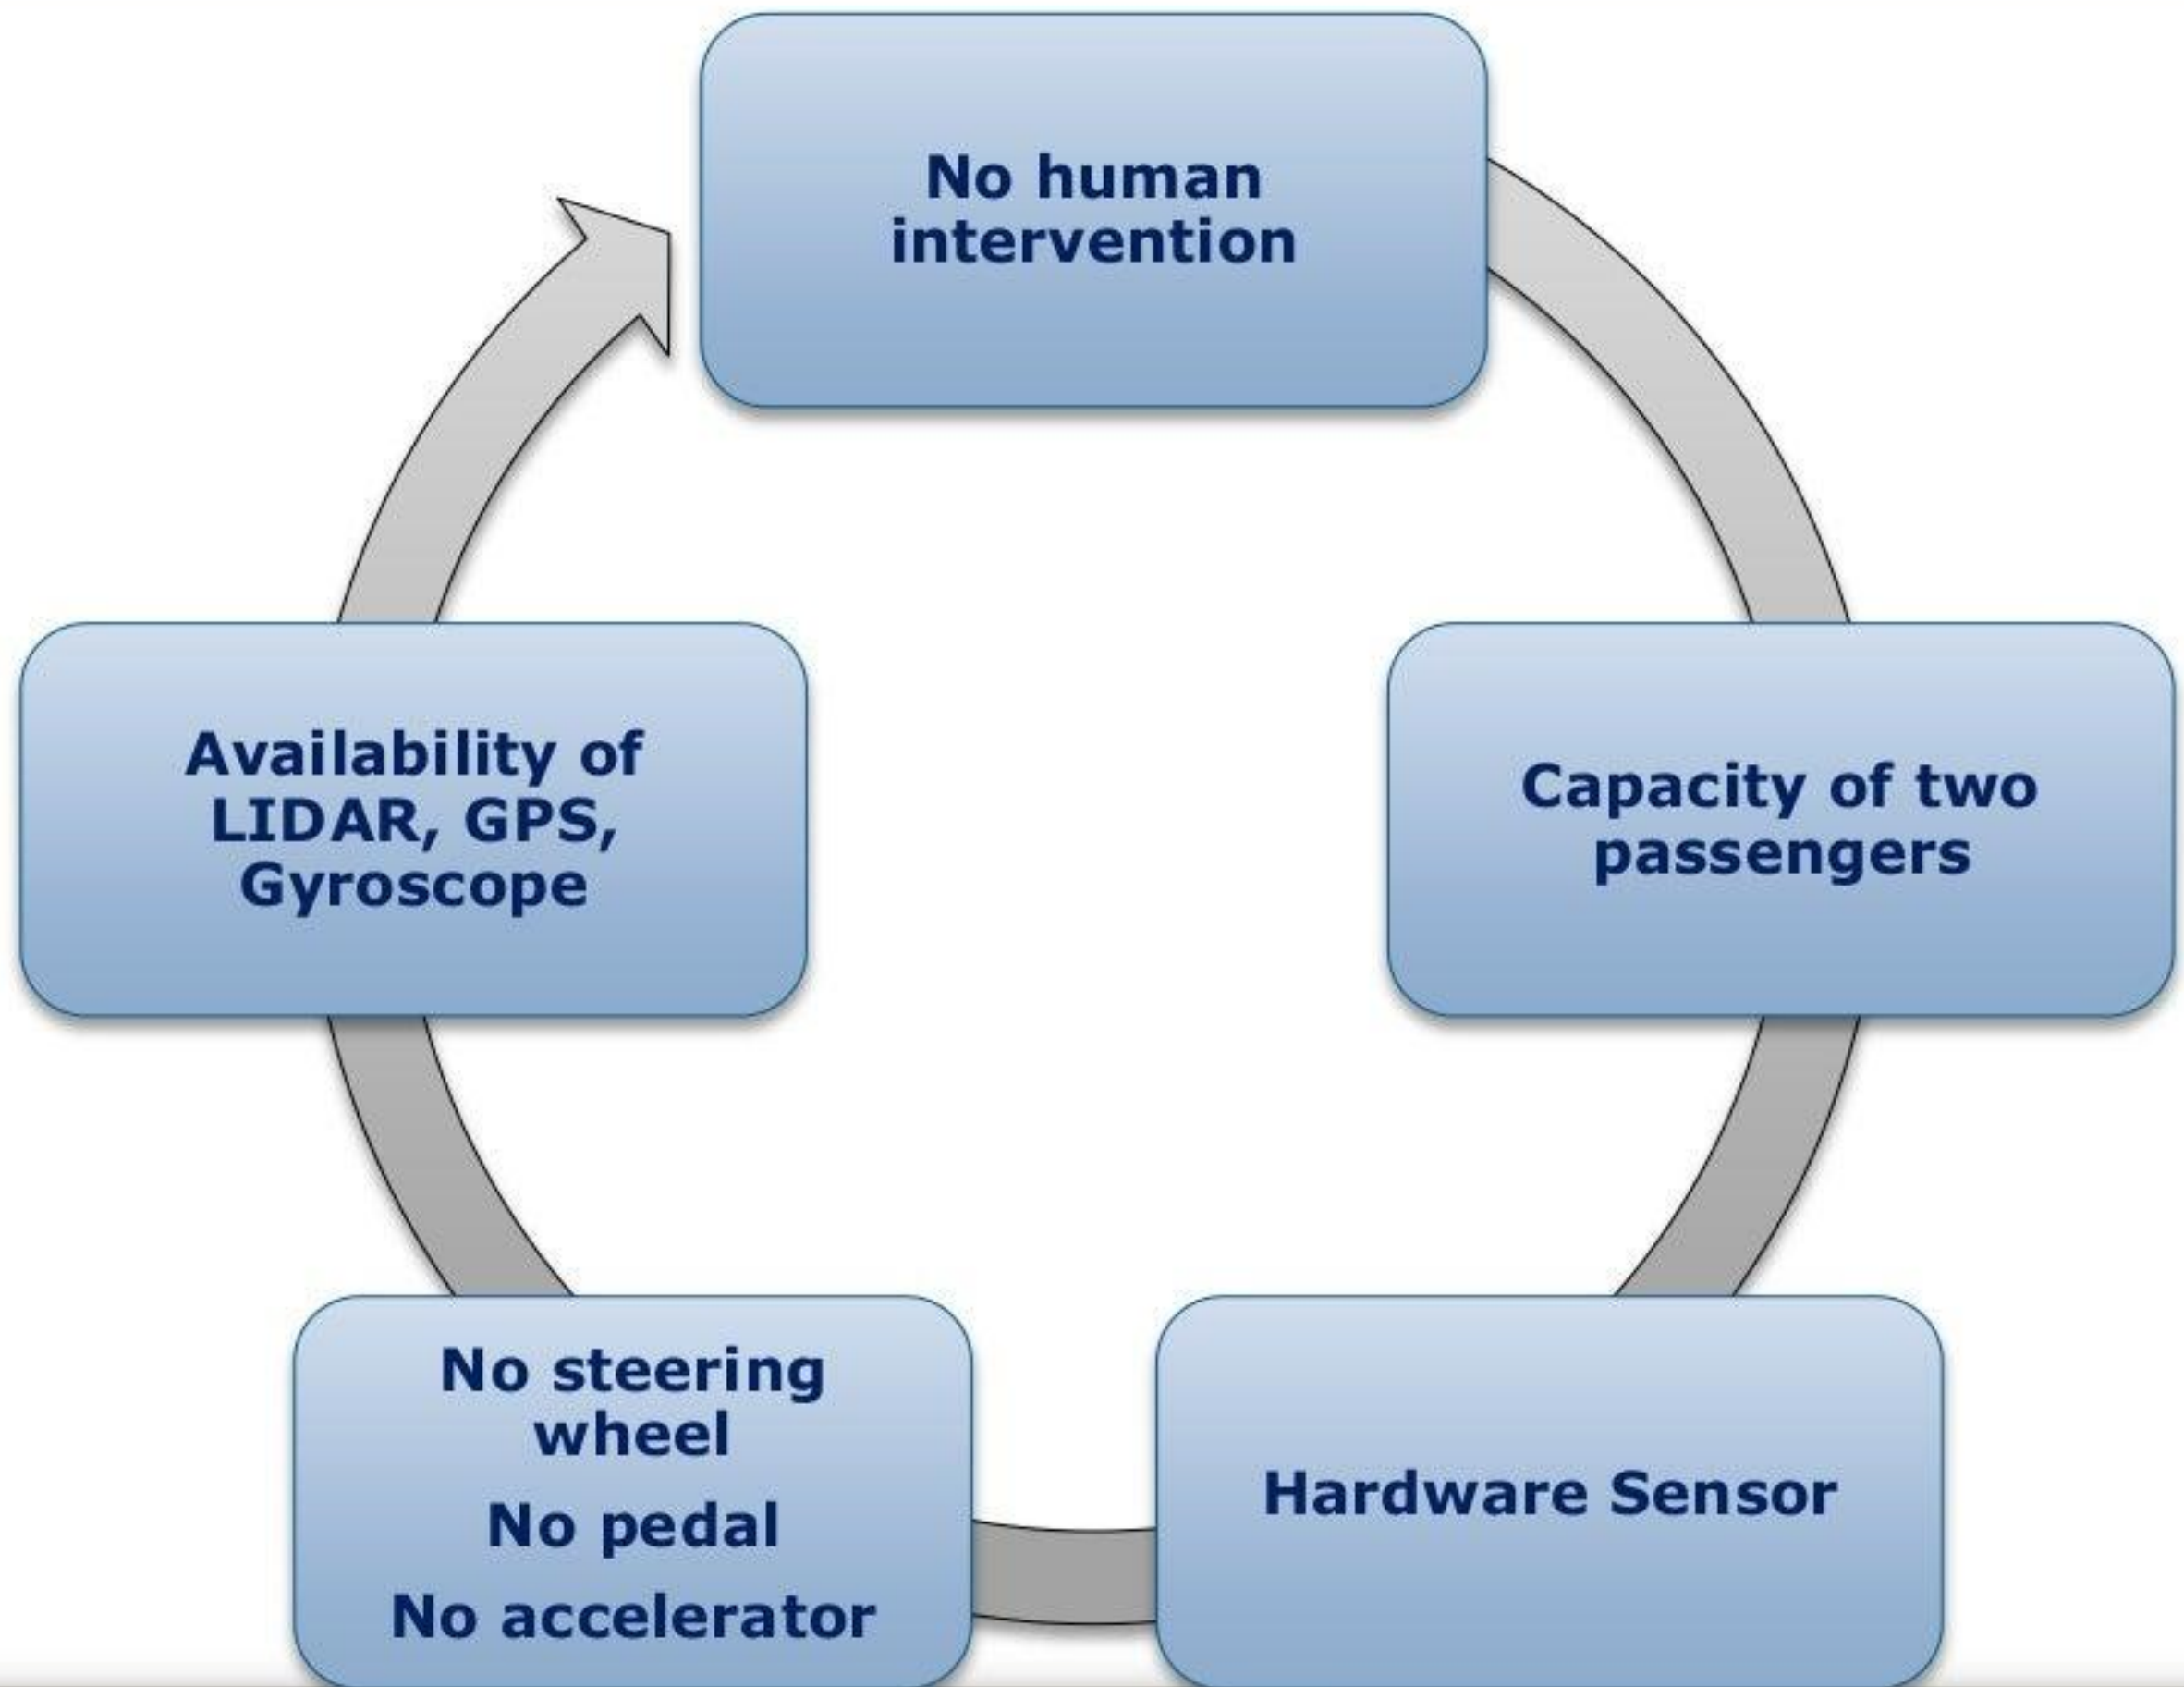 No human
intervention
Capacity of two
passengers
Hardware Sensor
No steering
wheel
No pedal
No accelerator
Availability of
LIDAR, GPS,
Gyroscope